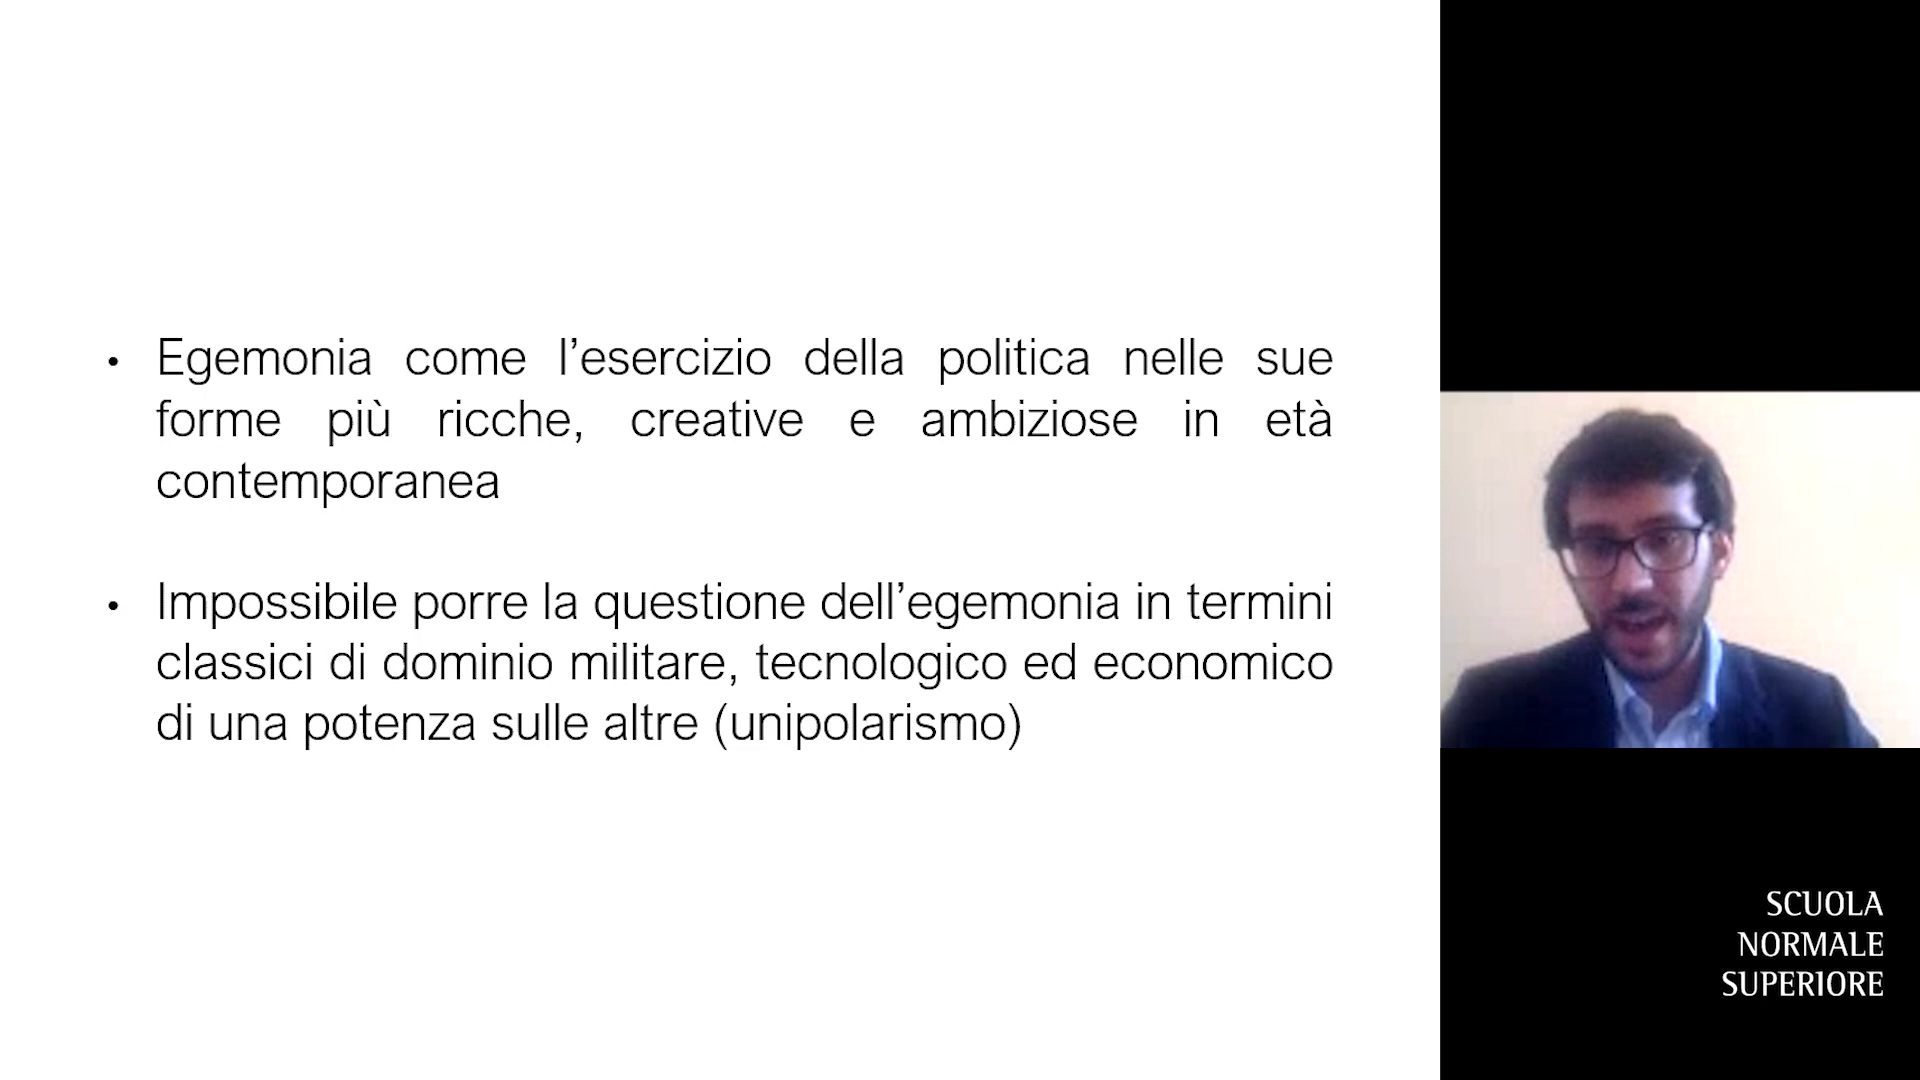 • Egemonia come l’esercizio della politica nelle sue
forme più ricche, creative e ambiziose in età
contemporanea
• Impossibile porre la questione dell’egemonia in termini
classici di dominio militare, tecnologico ed economico
di una potenza sulle altre (unipolarismo)
SCUOLA
NORMALE
SUPERIORE